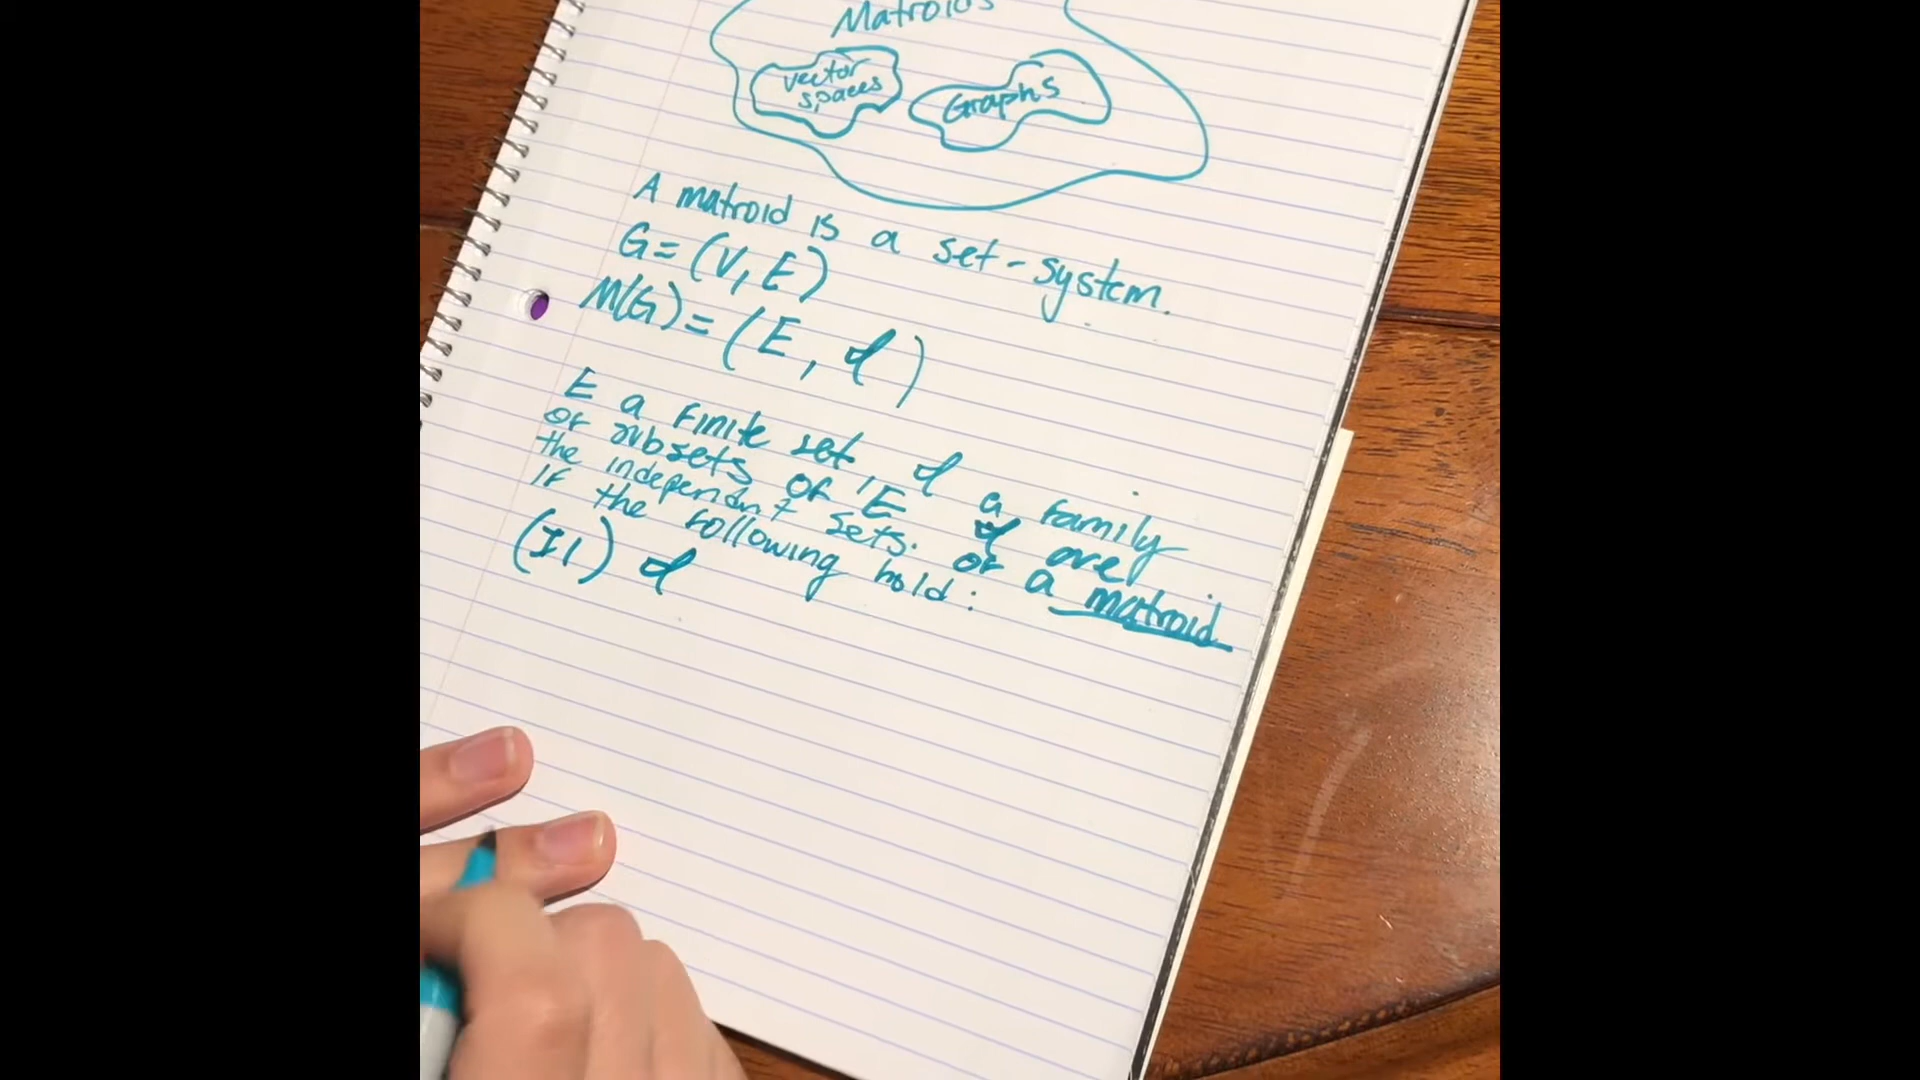 Matroids
vector
spaces
Graphs
A matroid is a set-system.
G = (V, E)
M(G) = (E, ℐ)
E a finite set, ℐ a family
of subsets of E ℐ are
the independent sets. of a matroid
if the following hold:
(I1) ℐ